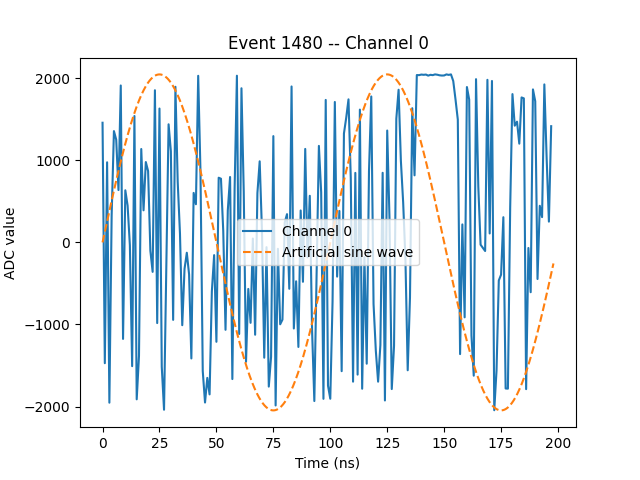 Event 1480 -- Channel 0
ADC value
2000
1000
0
−1000
−2000
Channel 0
Artificial sine wave
0 25 50 75 100 125 150 175 200
Time (ns)